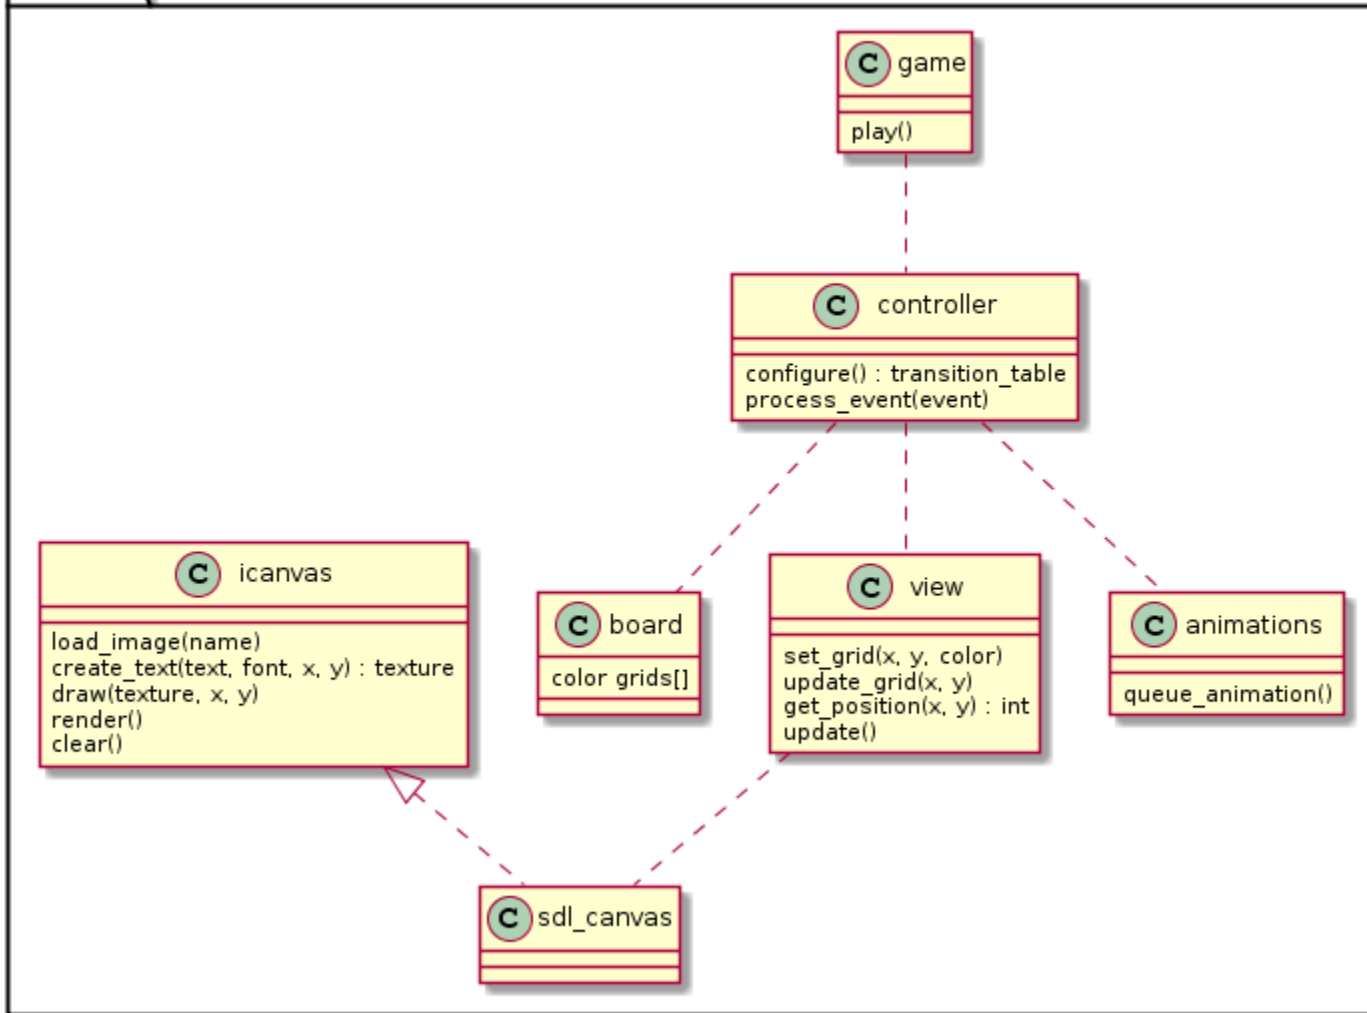 C game
play()
C controller
configure() : transition_table
process_event(event)
C icanvas
load_image(name)
create_text(text, font, x, y) : texture
draw(texture, x, y)
render()
clear()
C board
color grids[]
C view
set_grid(x, y, color)
update_grid(x, y)
get_position(x, y) : int
update()
C animations
queue_animation()
C sdl_canvas